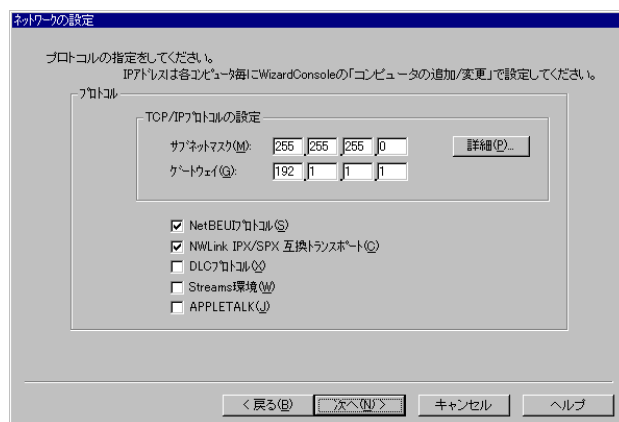 ネットワークの設定
プロトコルの指定をしてください。
IPアドレスは各コンピュータ毎にWizardConsoleの「コンピュータの追加/変更」で設定してください。
プロトコル
TCP/IPプロトコルの設定
サブネットマスク(M): 255 .255 .255 .0 詳細(P)...
ゲートウェイ(G): 192 .1 .1 .1
NetBEUIプロトコル(S)
NWLink IPX/SPX 互換トランスポート(C)
DLCプロトコル(X)
Streams環境(W)
APPLETALK(J)
< 戻る(B) 次へ(N) > キャンセル ヘルプ